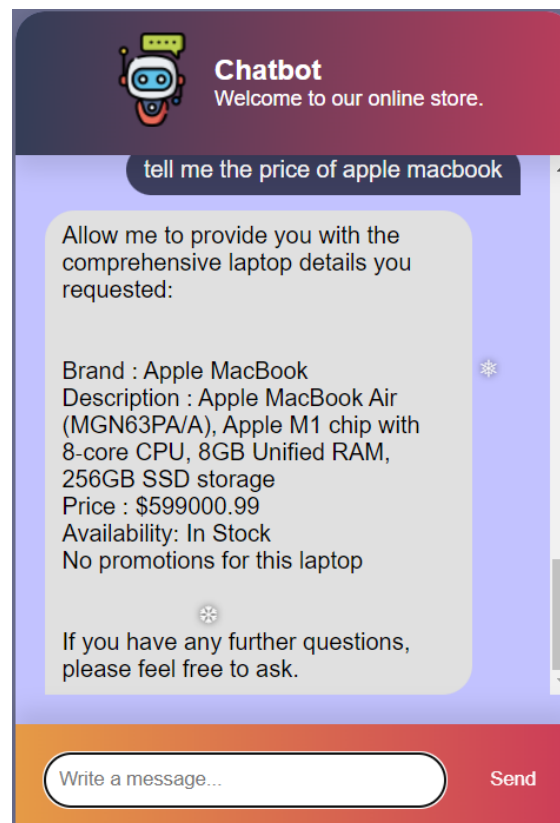 Chatbot
Welcome to our online store.
tell me the price of apple macbook
Allow me to provide you with the
comprehensive laptop details you
requested:
Brand : Apple MacBook
Description : Apple MacBook Air
(MGN63PA/A), Apple M1 chip with
8-core CPU, 8GB Unified RAM,
256GB SSD storage
Price : $599000.99
Availability: In Stock
No promotions for this laptop
If you have any further questions,
please feel free to ask.
Write a message...
Send